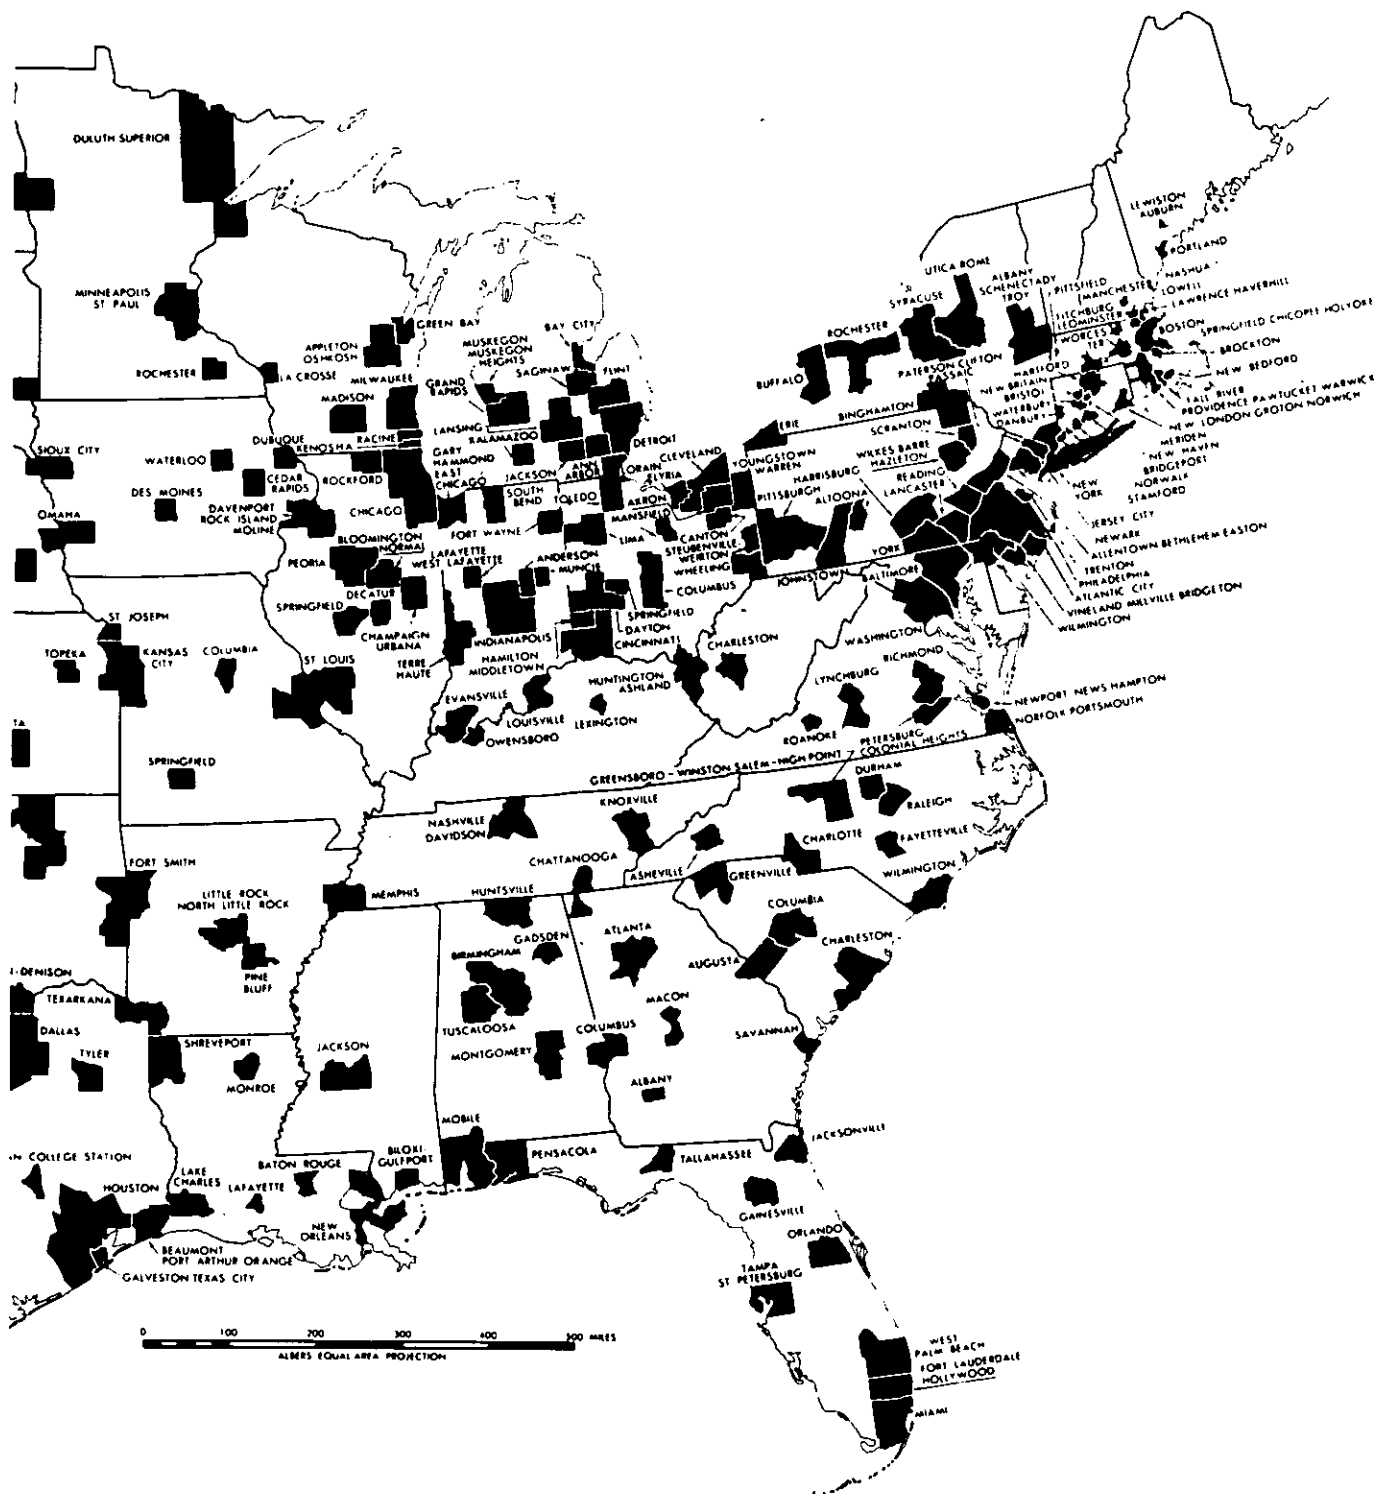 DULUTH SUPERIOR
LEWISTON
AUBURN
PORTLAND
UTICA ROME
ALBANY
SCHENECTADY
TROY
PITTSFIELD
MANCHESTER
NASHUA
LOWELL
LAWRENCE HAVERHILL
FITCHBURG
LEOMINSTER
BOSTON
SPRINGFIELD CHICOPEE HOLYOKE
WORCES
TER
BROCKTON
NEW BEDFORD
FALL RIVER
PROVIDENCE PAWTUCKET WARWICK
NEW LONDON GROTON NORWICH
MERIDEN
NEW HAVEN
BRIDGEPORT
NORWALK
STAMFORD
HARTFORD
NEW BRITAIN
BRISTOL
WATERBURY
DANBURY
SYRACUSE
ROCHESTER
BUFFALO
PATERSON CLIFTON
PASSAIC
BINGHAMTON
SCRANTON
WILKES BARRE
HAZLETON
ERIE
NEW
YORK
JERSEY CITY
NEWARK
ALLENTOWN BETHLEHEM EASTON
TRENTON
PHILADELPHIA
ATLANTIC CITY
VINELAND MILLVILLE BRIDGETON
WILMINGTON
MINNEAPOLIS
ST PAUL
ROCHESTER
LA CROSSE
GREEN BAY
APPLETON
OSHKOSH
MILWAUKEE
MADISON
RACINE
KENOSHA
MUSKEGON
MUSKEGON
HEIGHTS
BAY CITY
SAGINAW
FLINT
GRAND
RAPIDS
LANSING
KALAMAZOO
DETROIT
JACKSON
ANN
ARBOR
GARY
HAMMOND
EAST
CHICAGO
SOUTH
BEND
TOLEDO
LORAIN
ELYRIA
CLEVELAND
AKRON
YOUNGSTOWN
WARREN
HARRISBURG
READING
LANCASTER
PITTSBURGH
ALTOONA
YORK
JOHNSTOWN
BALTIMORE
WASHINGTON
SIOUX CITY
WATERLOO
DUBUQUE
CEDAR
RAPIDS
ROCKFORD
DES MOINES
DAVENPORT
ROCK ISLAND
MOLINE
CHICAGO
OMAHA
BLOOMINGTON
NORMAL
PEORIA
LAFAYETTE
WEST LAFAYETTE
FORT WAYNE
LIMA
MANSFIELD
CANTON
STEUBENVILLE-
WEIRTON
WHEELING
ANDERSON
MUNCIE
COLUMBUS
SPRINGFIELD
DAYTON
CINCINNATI
HAMILTON
MIDDLETOWN
INDIANAPOLIS
TERRE
HAUTE
DECATUR
SPRINGFIELD
CHAMPAIGN
URBANA
ST JOSEPH
TOPEKA
KANSAS
CITY
COLUMBIA
ST LOUIS
EVANSVILLE
LOUISVILLE
OWENSBORO
LEXINGTON
HUNTINGTON
ASHLAND
CHARLESTON
LYNCHBURG
ROANOKE
RICHMOND
PETERSBURG
COLONIAL HEIGHTS
NEWPORT NEWS HAMPTON
NORFOLK PORTSMOUTH
TA
SPRINGFIELD
GREENSBORO - WINSTON SALEM - HIGH POINT
DURHAM
RALEIGH
NASHVILLE
DAVIDSON
KNOXVILLE
CHATTANOOGA
ASHEVILLE
CHARLOTTE
FAYETTEVILLE
WILMINGTON
GREENVILLE
FORT SMITH
LITTLE ROCK
NORTH LITTLE ROCK
MEMPHIS
HUNTSVILLE
GADSDEN
BIRMINGHAM
TUSCALOOSA
ATLANTA
COLUMBIA
CHARLESTON
AUGUSTA
MACON
PINE
BLUFF
N-DENISON
TEXARKANA
DALLAS
TYLER
SHREVEPORT
MONROE
JACKSON
MONTGOMERY
COLUMBUS
ALBANY
SAVANNAH
MOBILE
PENSACOLA
TALLAHASSEE
JACKSONVILLE
GAINESVILLE
ORLANDO
TAMPA
ST PETERSBURG
N COLLEGE STATION
HOUSTON
LAKE
CHARLES
LAFAYETTE
BATON ROUGE
BILOXI-
GULFPORT
NEW
ORLEANS
BEAUMONT
PORT ARTHUR ORANGE
GALVESTON TEXAS CITY
WEST
PALM BEACH
FORT LAUDERDALE
HOLLYWOOD
MIAMI
0 100 200 300 400 500 MILES
ALBERS EQUAL AREA PROJECTION